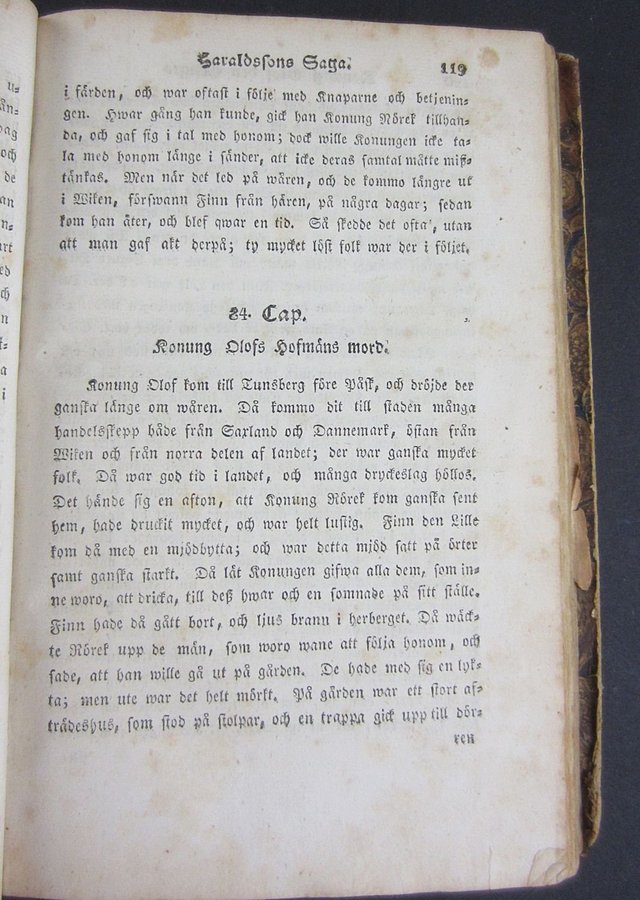 Haraldssons Saga.
119
i färden, och war oftast i följe med Knaparne och betjenin=
gen. Hwar gång han kunde, gick han Konung Rörek tillhan=
da, och gaf sig i tal med honom; dock wille Konungen icke ta=
la med honom länge i sänder, att icke deras samtal måtte miß=
tänkas. Men när det led på wåren, och de kommo längre ut
i Wiken, förswann Finn från hären, på några dagar; sedan
kom han åter, och blef qwar en tid. Så skedde det ofta, utan
att man gaf akt derpå; ty mycket löst folk war der i följet.
84. Cap.
Konung Olofs Hofmäns mord.
Konung Olof kom till Tunsberg före Påsk, och dröjde der
ganska länge om wåren. Då kommo dit till staden många
handelsskepp både från Saxland och Dannemark, östan från
Wiken och från norra delen af landet; der war ganska mycket
folk. Då war god tid i landet, och många dryckeslag höllos.
Det hände sig en afton, att Konung Rörek kom ganska sent
hem, hade druckit mycket, och war helt lustig. Finn den Lille
kom då med en mjödbytta; och war detta mjöd satt på örter
samt ganska starkt. Då lät Konungen gifwa alla dem, som in=
ne woro, att dricka, till deß hwar och en somnade på sitt ställe.
Finn hade då gått bort, och ljus brann i herberget. Då wäck=
te Rörek upp de män, som woro wane att följa honom, och
sade, att han wille gå ut på gården. De hade med sig en lyk=
ta; men ute war det helt mörkt. På gården war ett stort af=
trädeshus, som stod på stolpar, och en trappa gick upp till dör=
ren